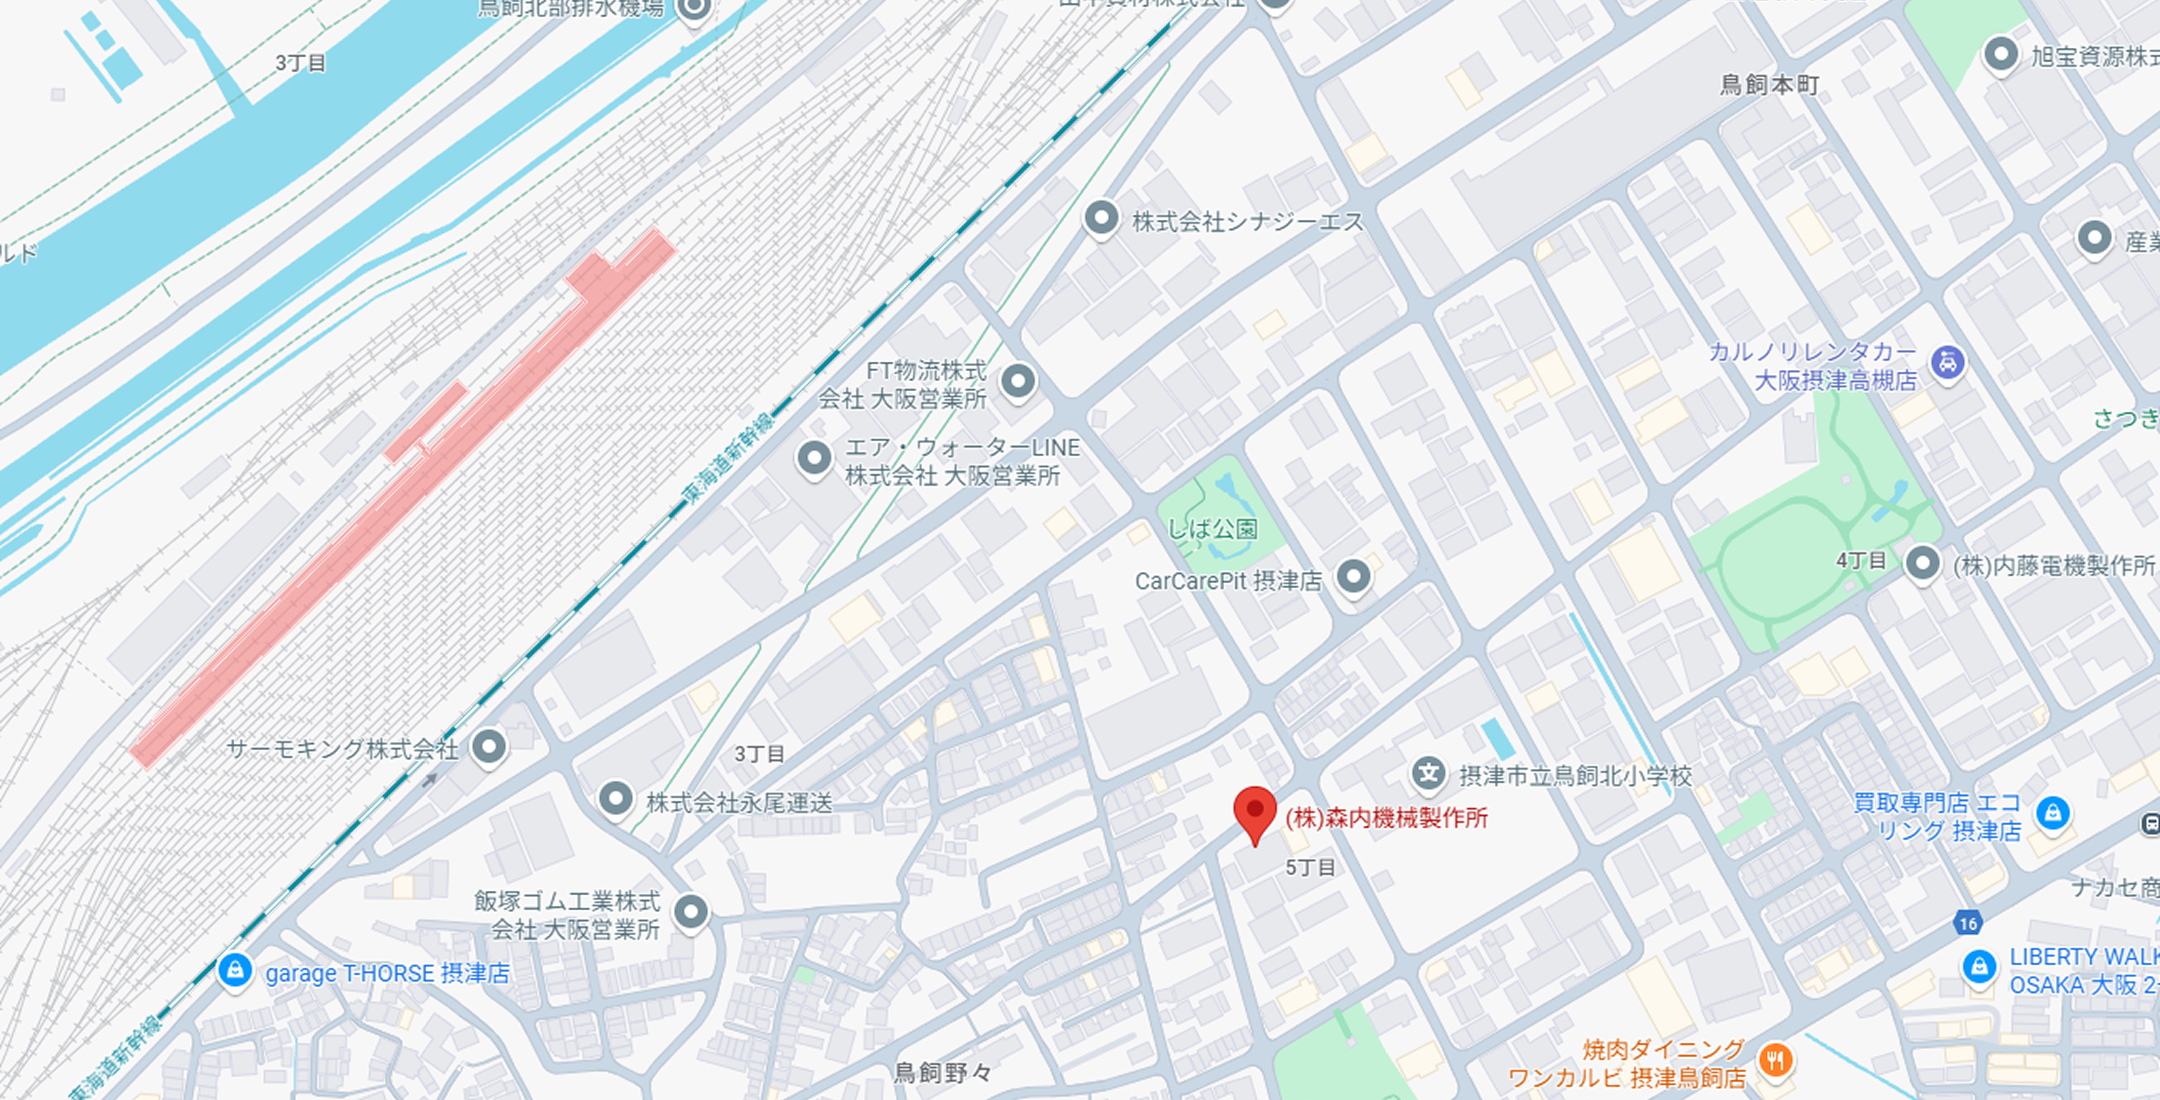 鳥飼北部排水機場
3丁目
鳥飼本町
旭宝資源株式
ルド
株式会社シナジーエス
産業
カルノリレンタカー
大阪摂津高槻店
FT物流株式
会社 大阪営業所
さつき
エア・ウォーターLINE
株式会社 大阪営業所
東海道新幹線
しば公園
CarCarePit 摂津店
4丁目
(株)内藤電機製作所
サーモキング株式会社
3丁目
株式会社永尾運送
摂津市立鳥飼北小学校
(株)森内機械製作所
買取専門店 エコ
リング 摂津店
5丁目
ナカセ商
飯塚ゴム工業株式
会社 大阪営業所
16
garage T-HORSE 摂津店
LIBERTY WALK
OSAKA 大阪 2
東海道新幹線
鳥飼野々
焼肉ダイニング
ワンカルビ 摂津鳥飼店